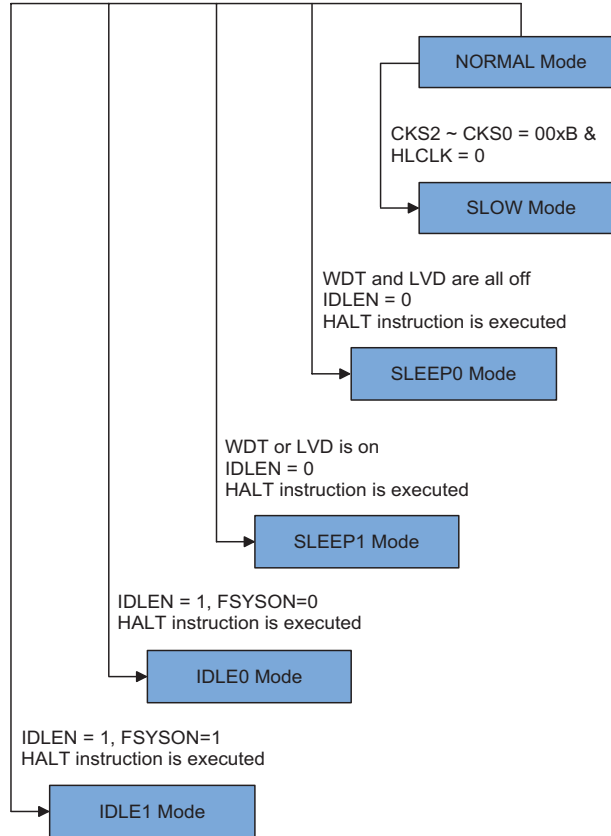 NORMAL Mode
CKS2 ~ CKS0 = 00xB &
HLCLK = 0
SLOW Mode
WDT and LVD are all off
IDLEN = 0
HALT instruction is executed
SLEEP0 Mode
WDT or LVD is on
IDLEN = 0
HALT instruction is executed
SLEEP1 Mode
IDLEN = 1, FSYSON=0
HALT instruction is executed
IDLE0 Mode
IDLEN = 1, FSYSON=1
HALT instruction is executed
IDLE1 Mode